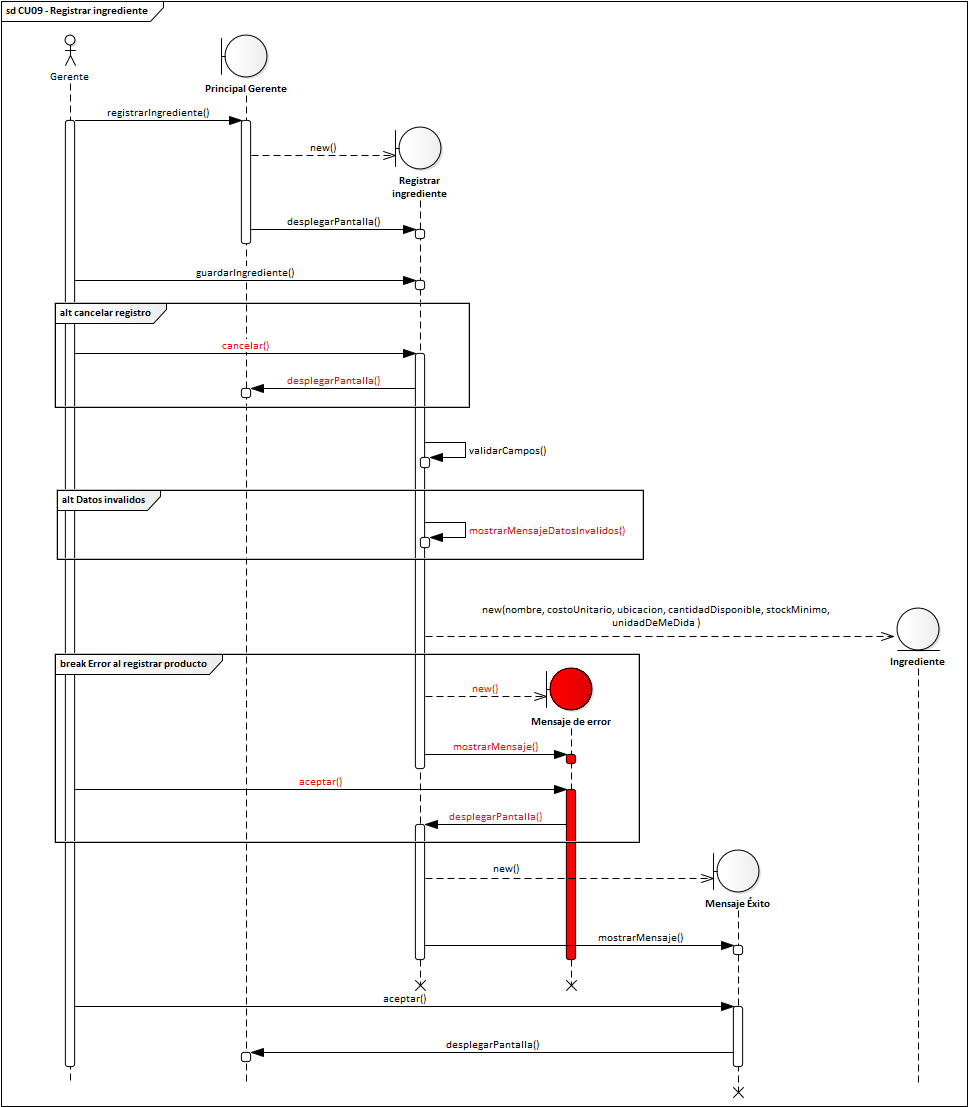 sd CU09 - Registrar ingrediente
Gerente
Principal Gerente
registrarIngrediente()
new()
Registrar
ingrediente
desplegarPantalla()
guardarIngrediente()
alt cancelar registro
cancelar()
desplegarPantalla()
validarCampos()
alt Datos invalidos
mostrarMensajeDatosInvalidos()
new(nombre, costoUnitario, ubicacion, cantidadDisponible, stockMinimo,
unidadDeMeDida )
Ingrediente
break Error al registrar producto
new()
Mensaje de error
mostrarMensaje()
aceptar()
desplegarPantalla()
new()
Mensaje Éxito
mostrarMensaje()
aceptar()
desplegarPantalla()